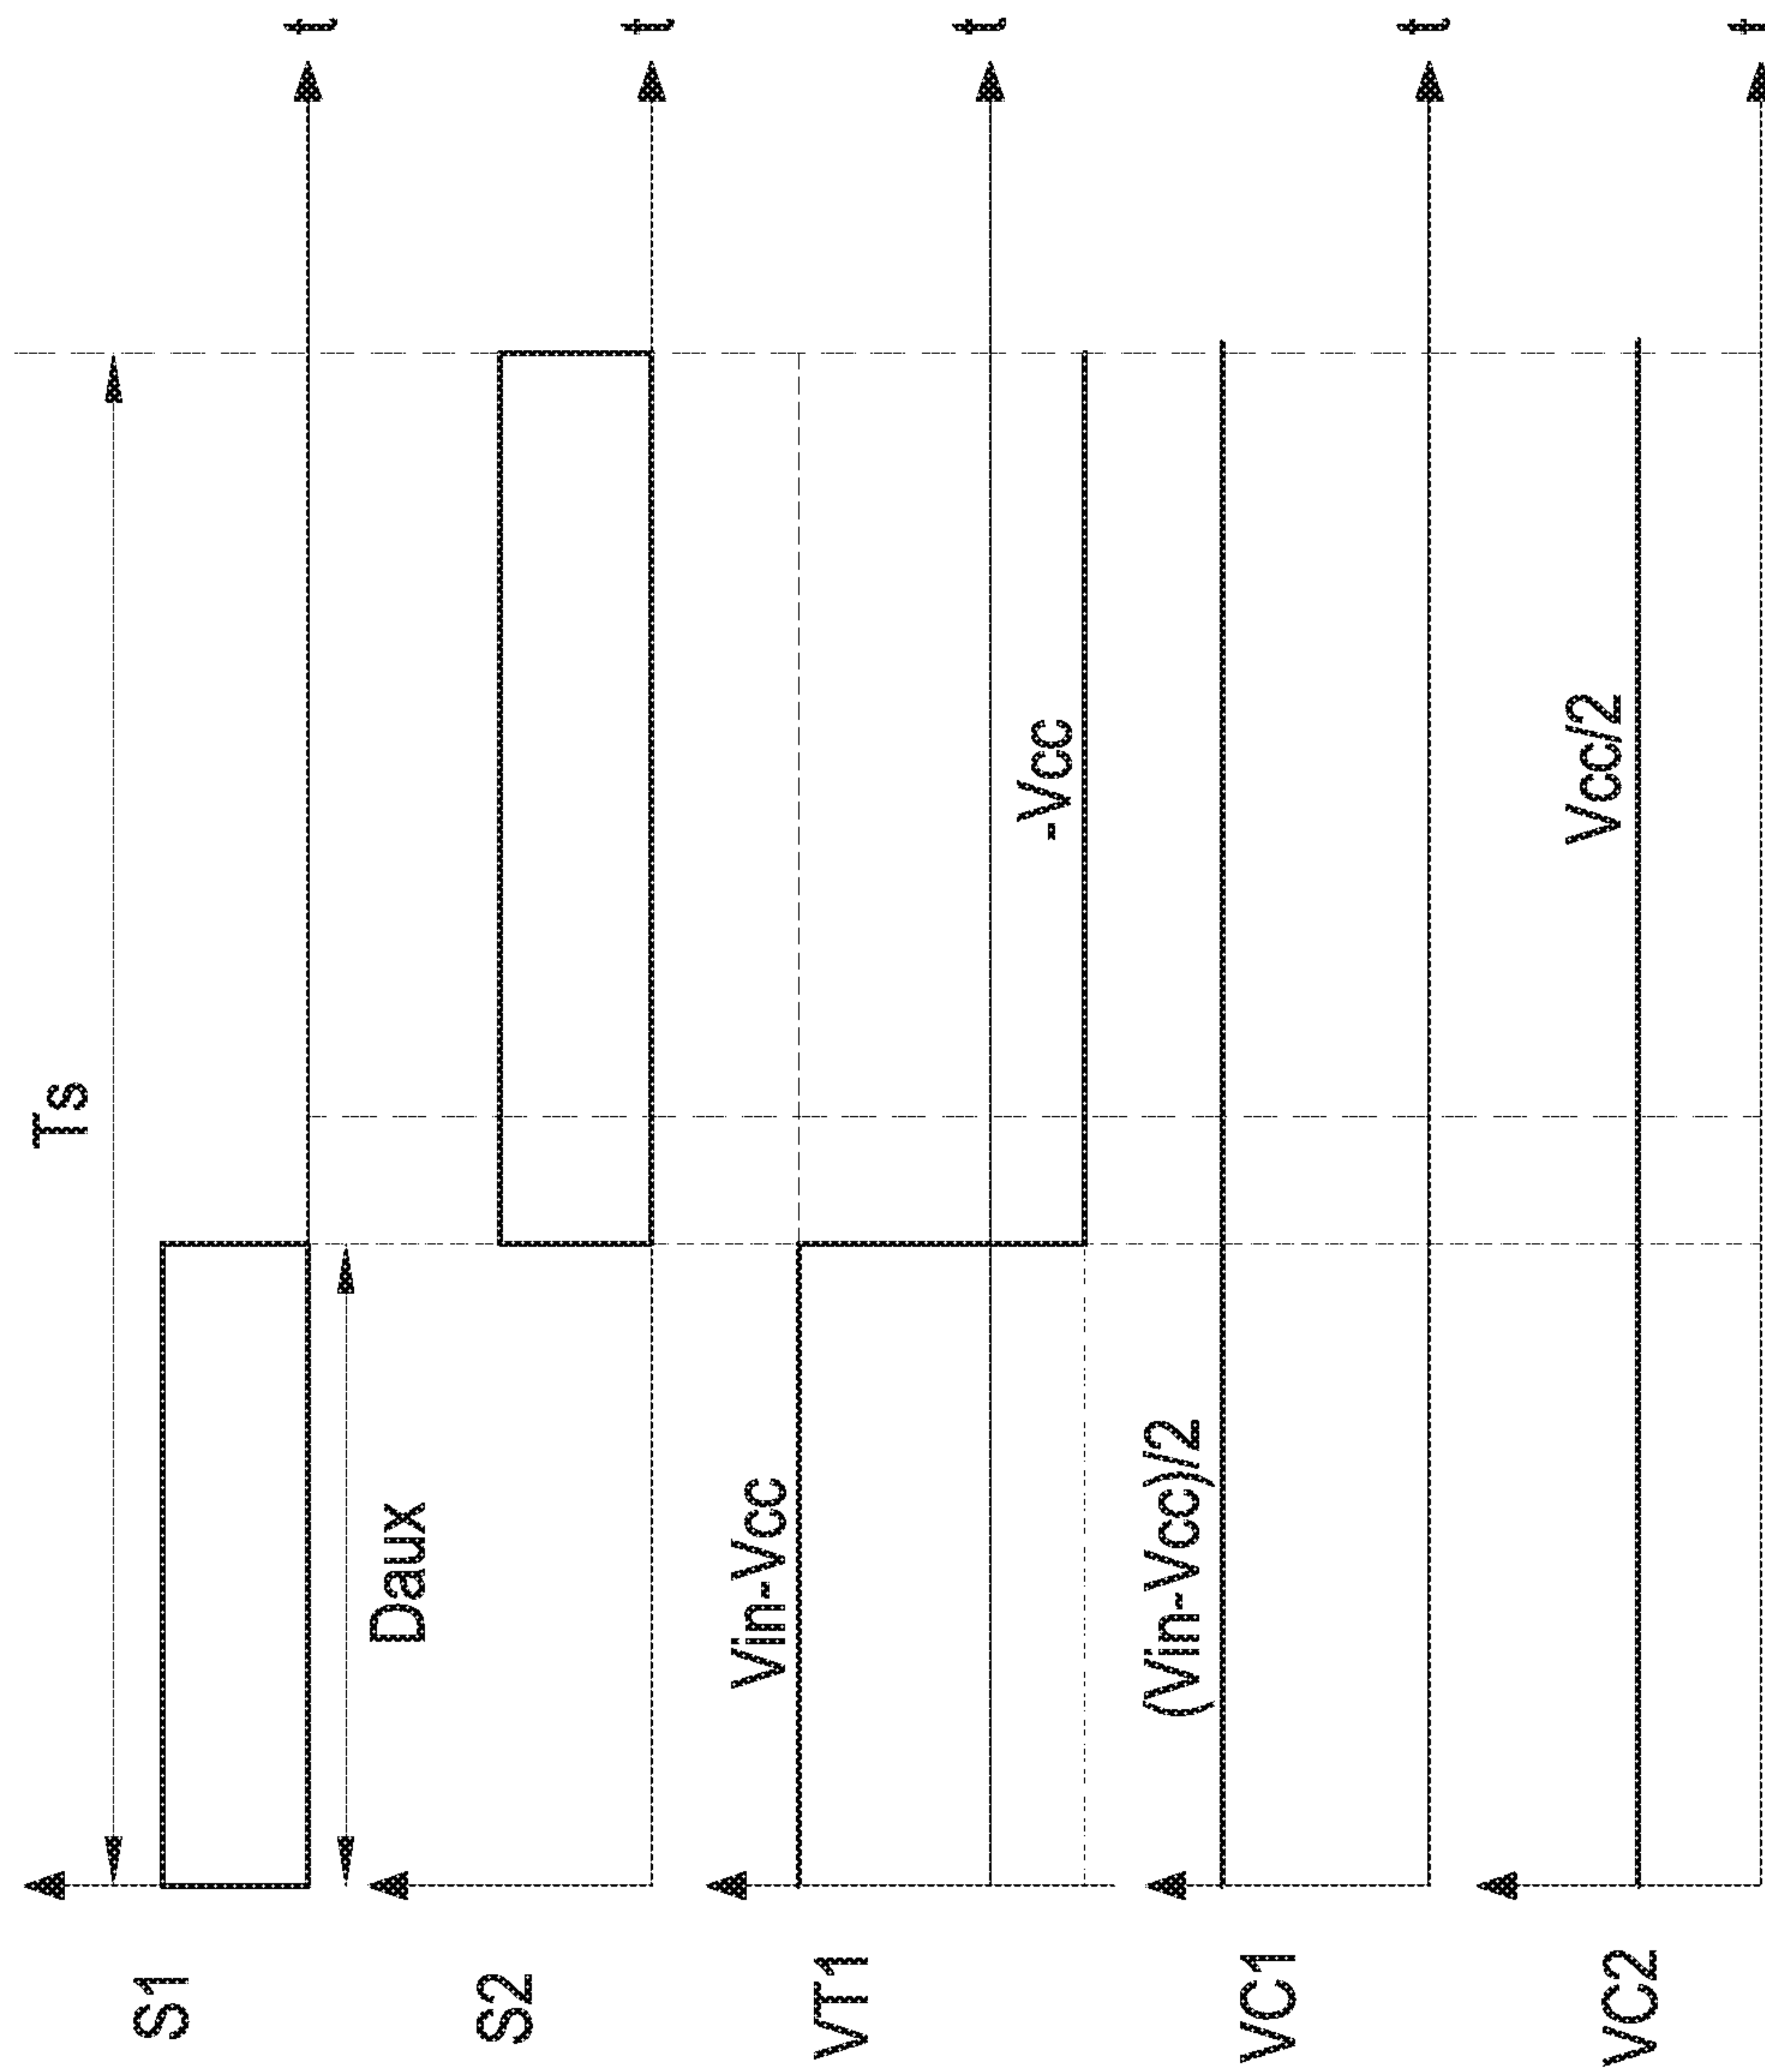 Ts
S1
t
Daux
S2
t
Vin-Vcc
VT1
t
-Vcc
(Vin-Vcc)/2
VC1
t
Vcc/2
VC2
t